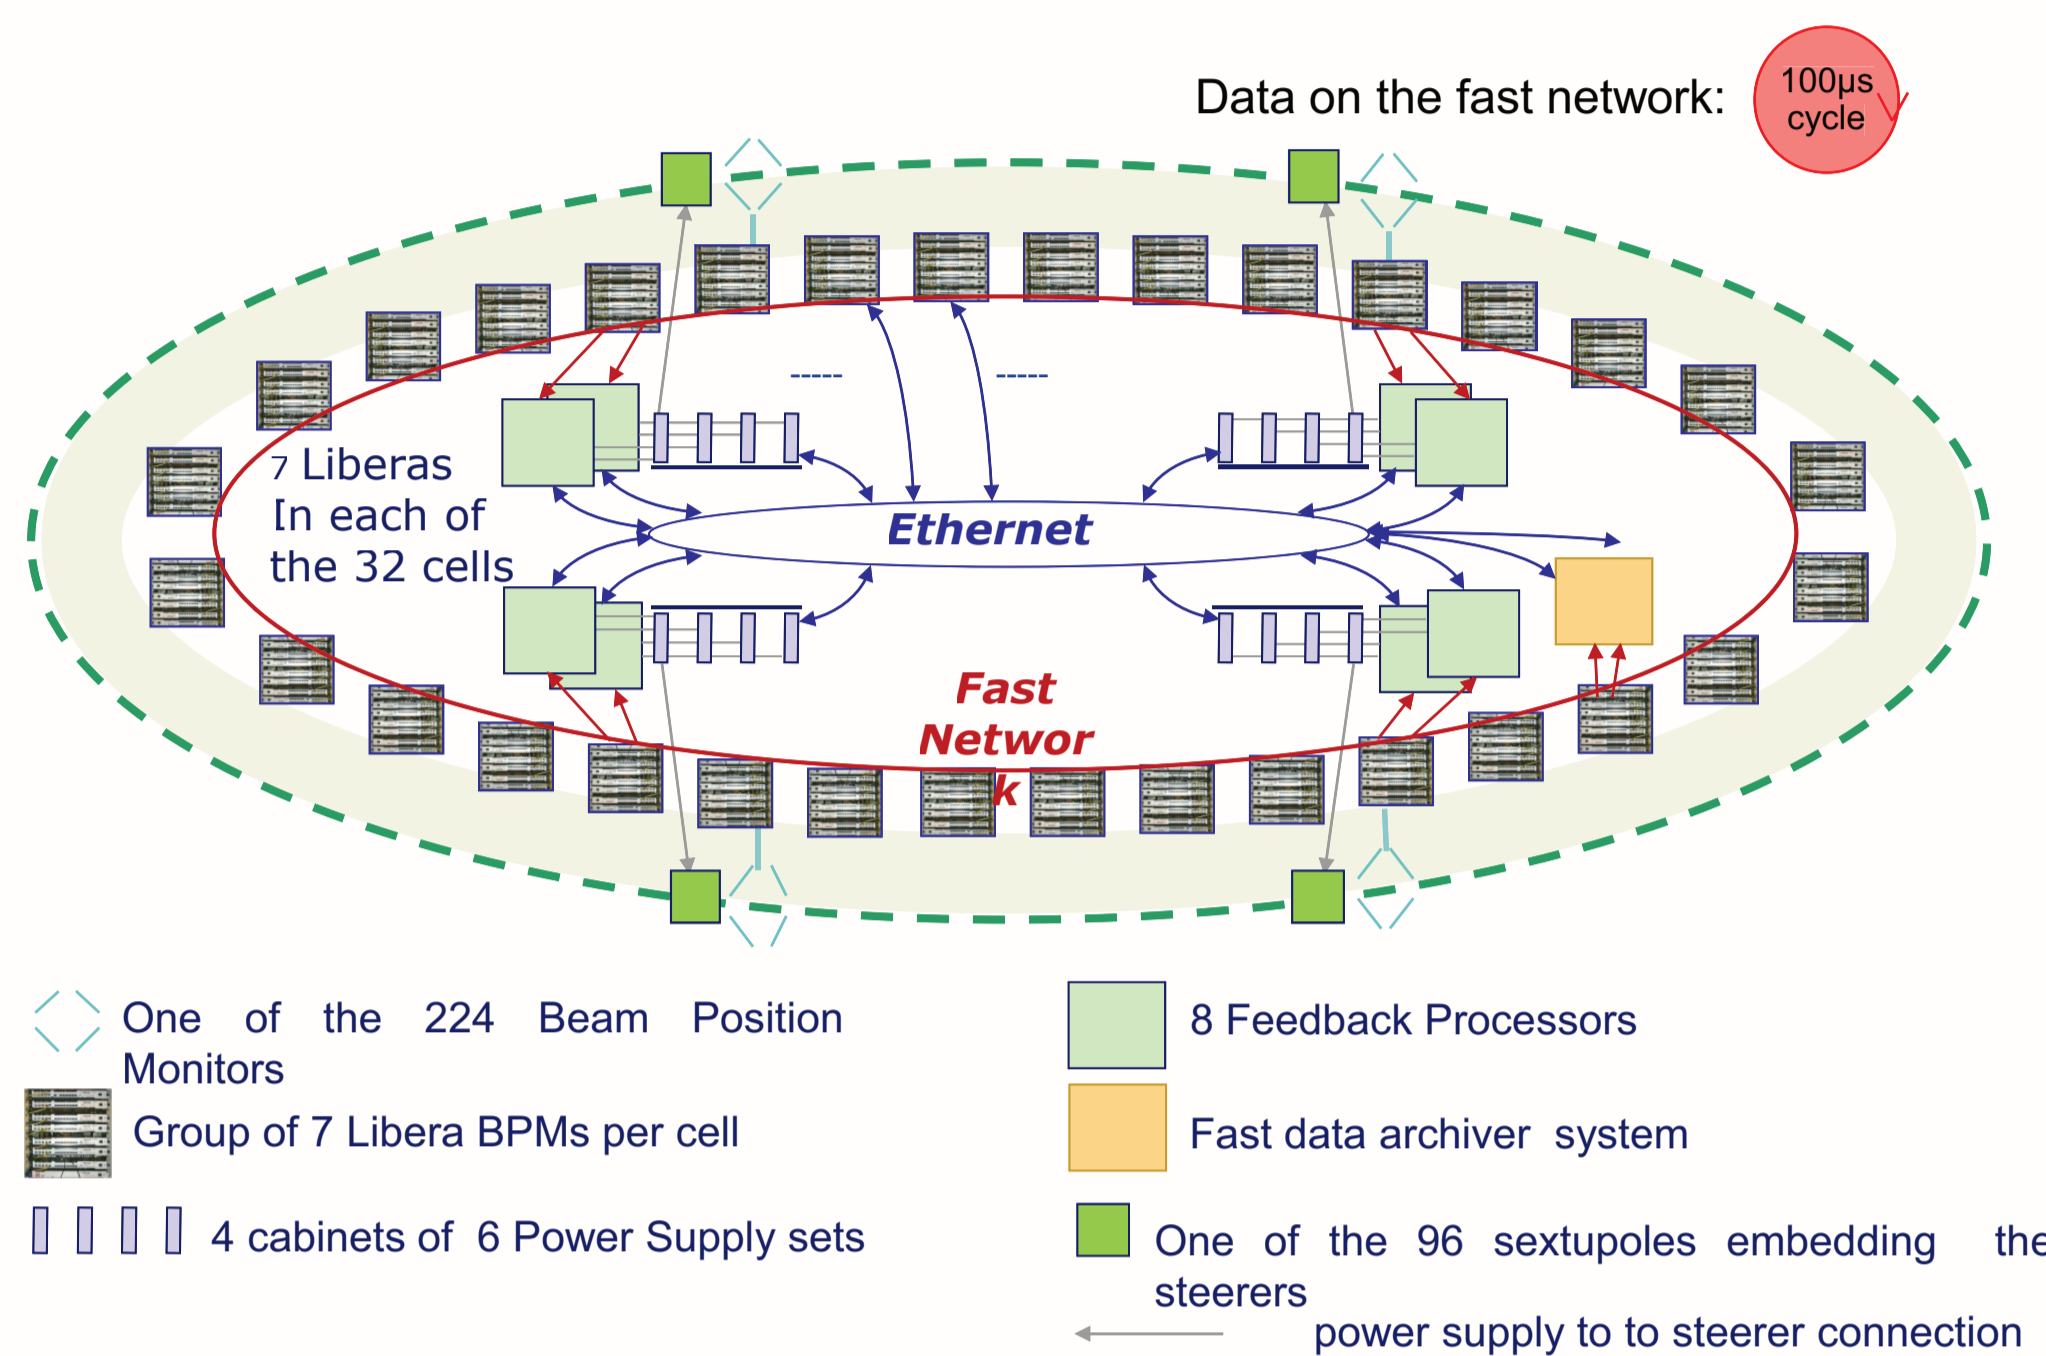 Data on the fast network:
100µs
cycle
-----
-----
7 Liberas
In each of
the 32 cells
Ethernet
Fast
Networ
k
One of the 224 Beam Position
Monitors
Group of 7 Libera BPMs per cell
4 cabinets of 6 Power Supply sets
8 Feedback Processors
Fast data archiver system
One of the 96 sextupoles embedding the
steerers
power supply to to steerer connection